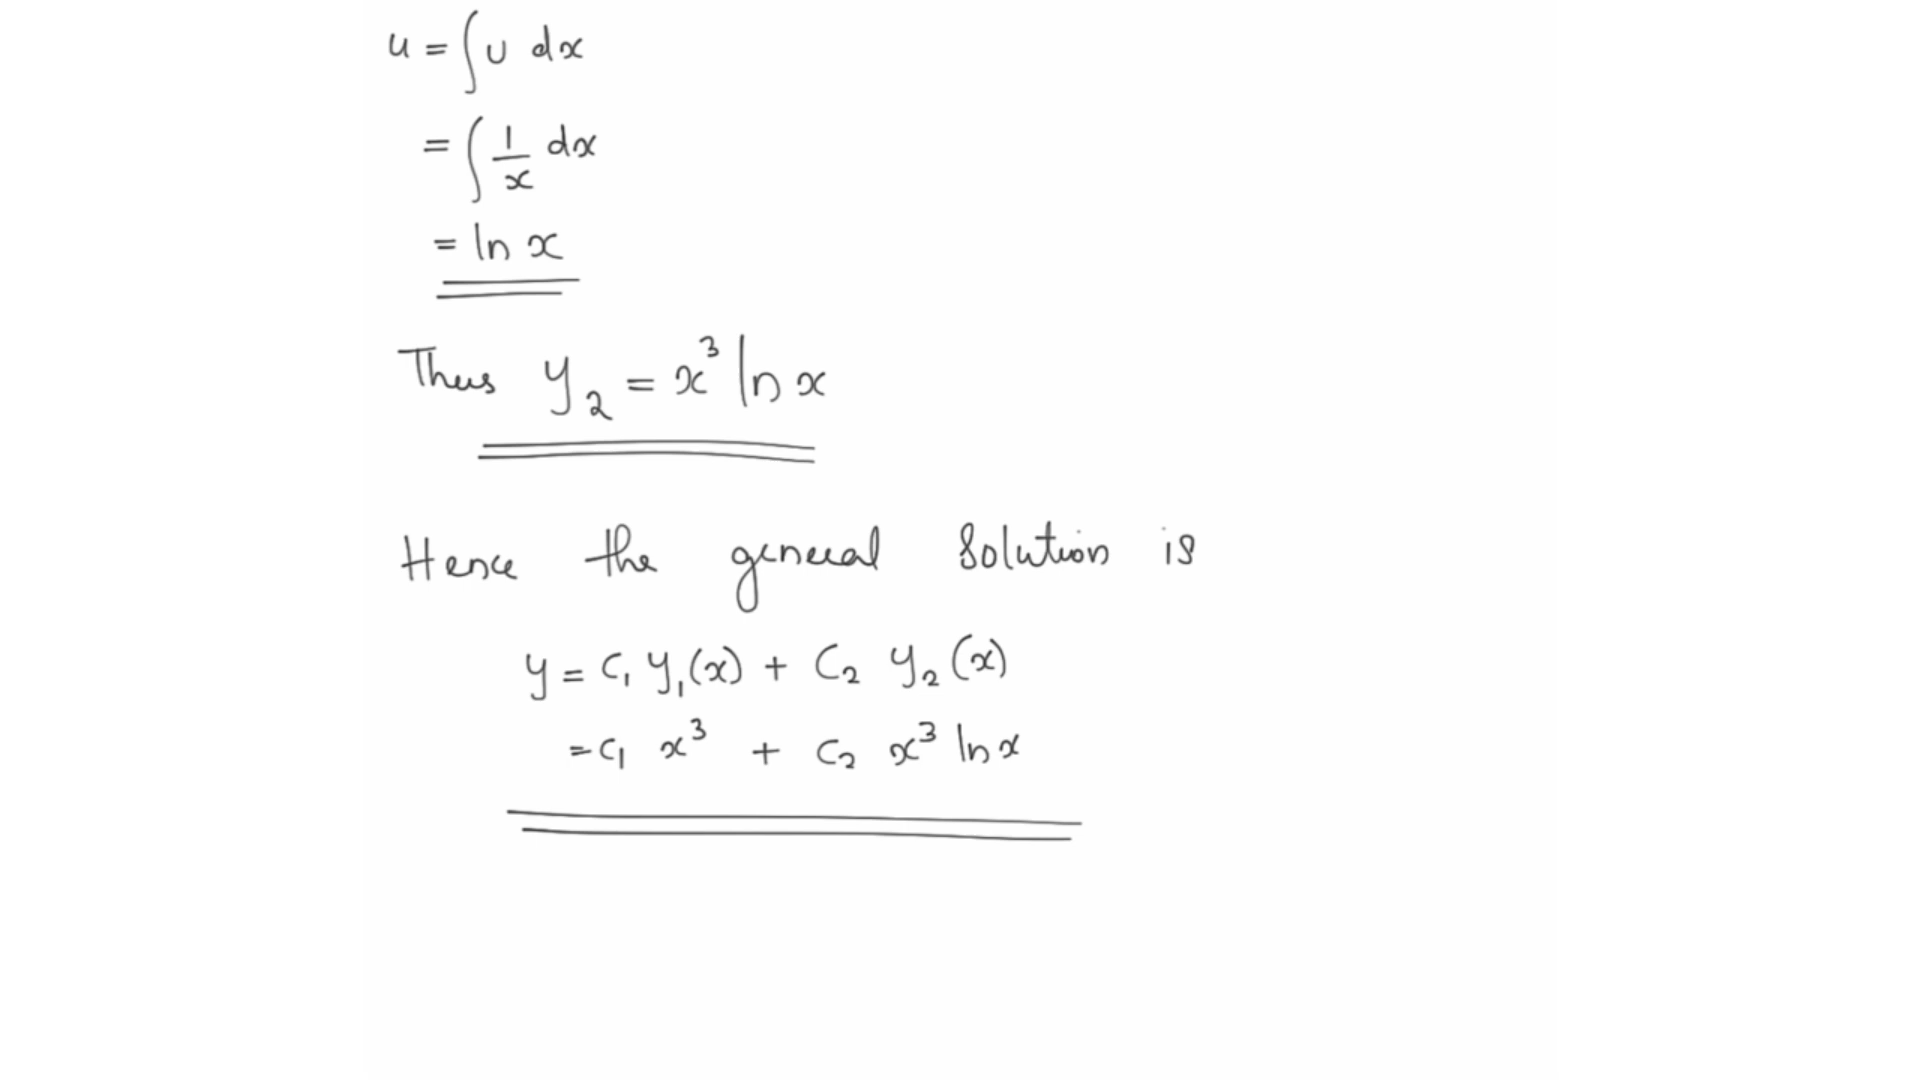 u = ∫ U dx
= ∫ 1/x dx
= ln x
Thus y₂ = x³ ln x
Hence the general solution is
y = C₁ y₁(x) + C₂ y₂(x)
= C₁ x³ + C₂ x³ ln x